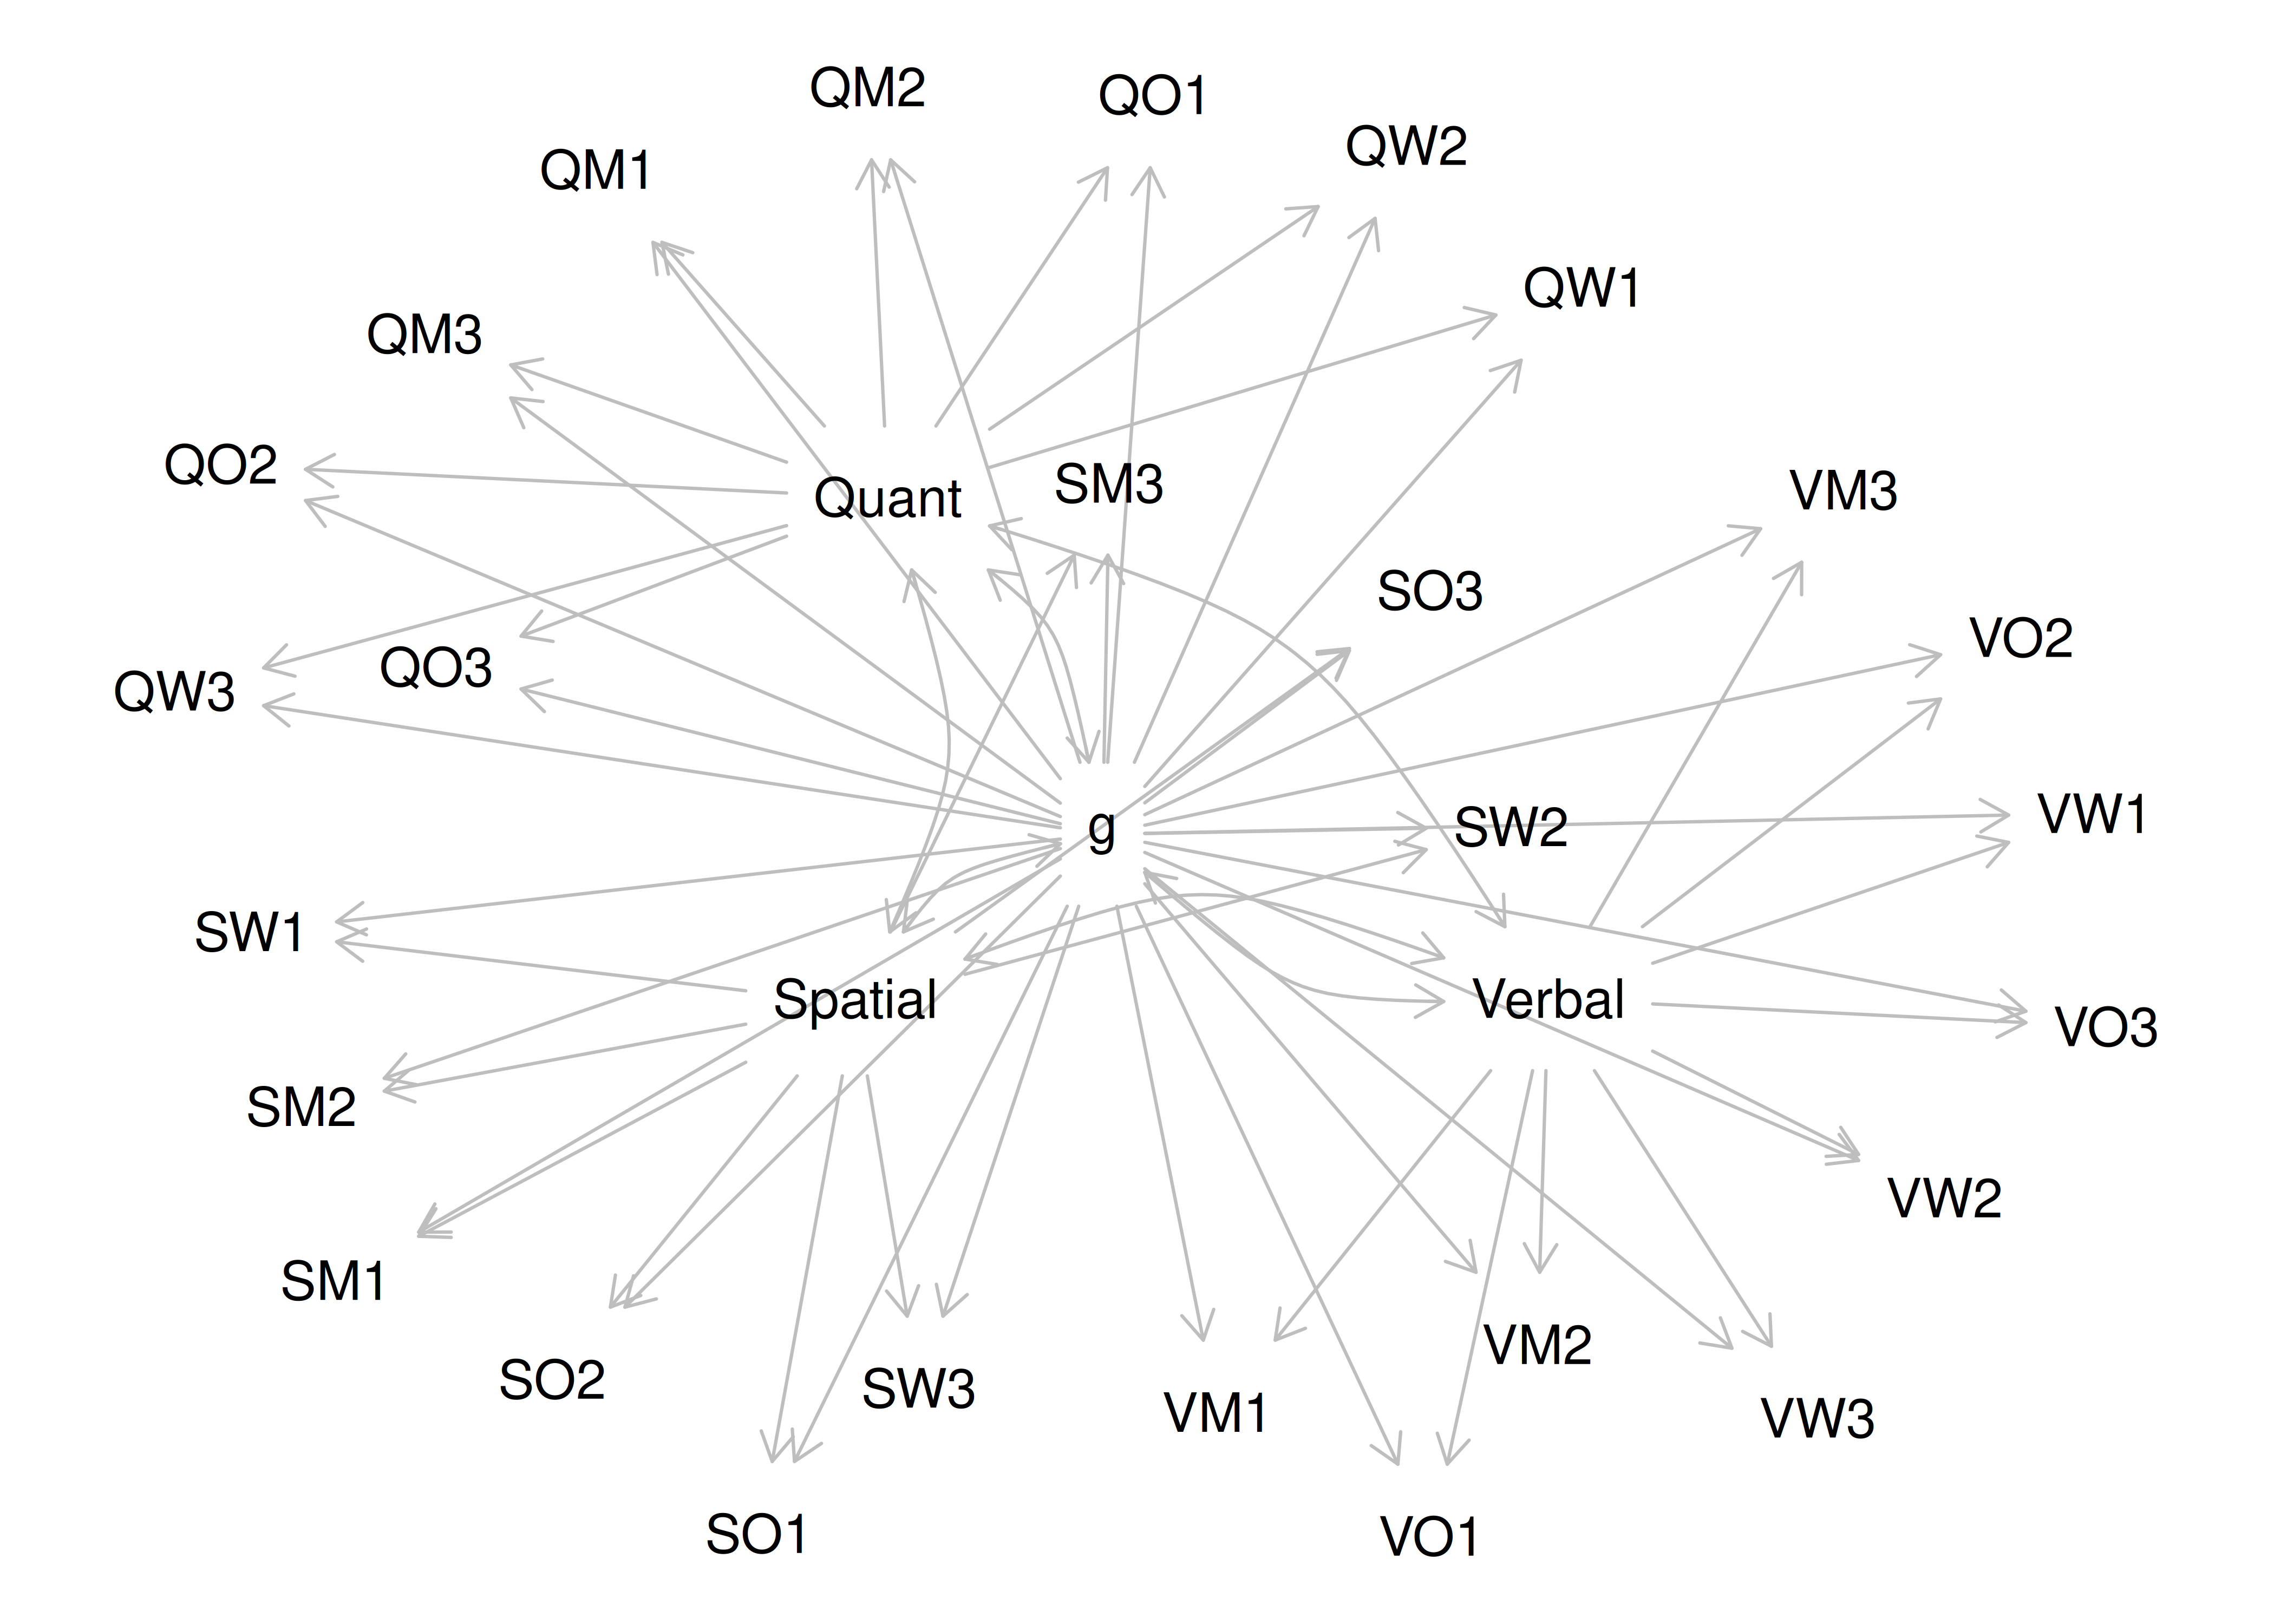 QM2
QO1
QW2
QM1
QW1
QM3
QO2
Quant
SM3
VM3
SO3
VO2
QO3
QW3
g
SW2
VW1
SW1
Spatial
Verbal
VO3
SM2
VW2
SM1
SO2
SW3
VM2
VM1
VW3
SO1
VO1